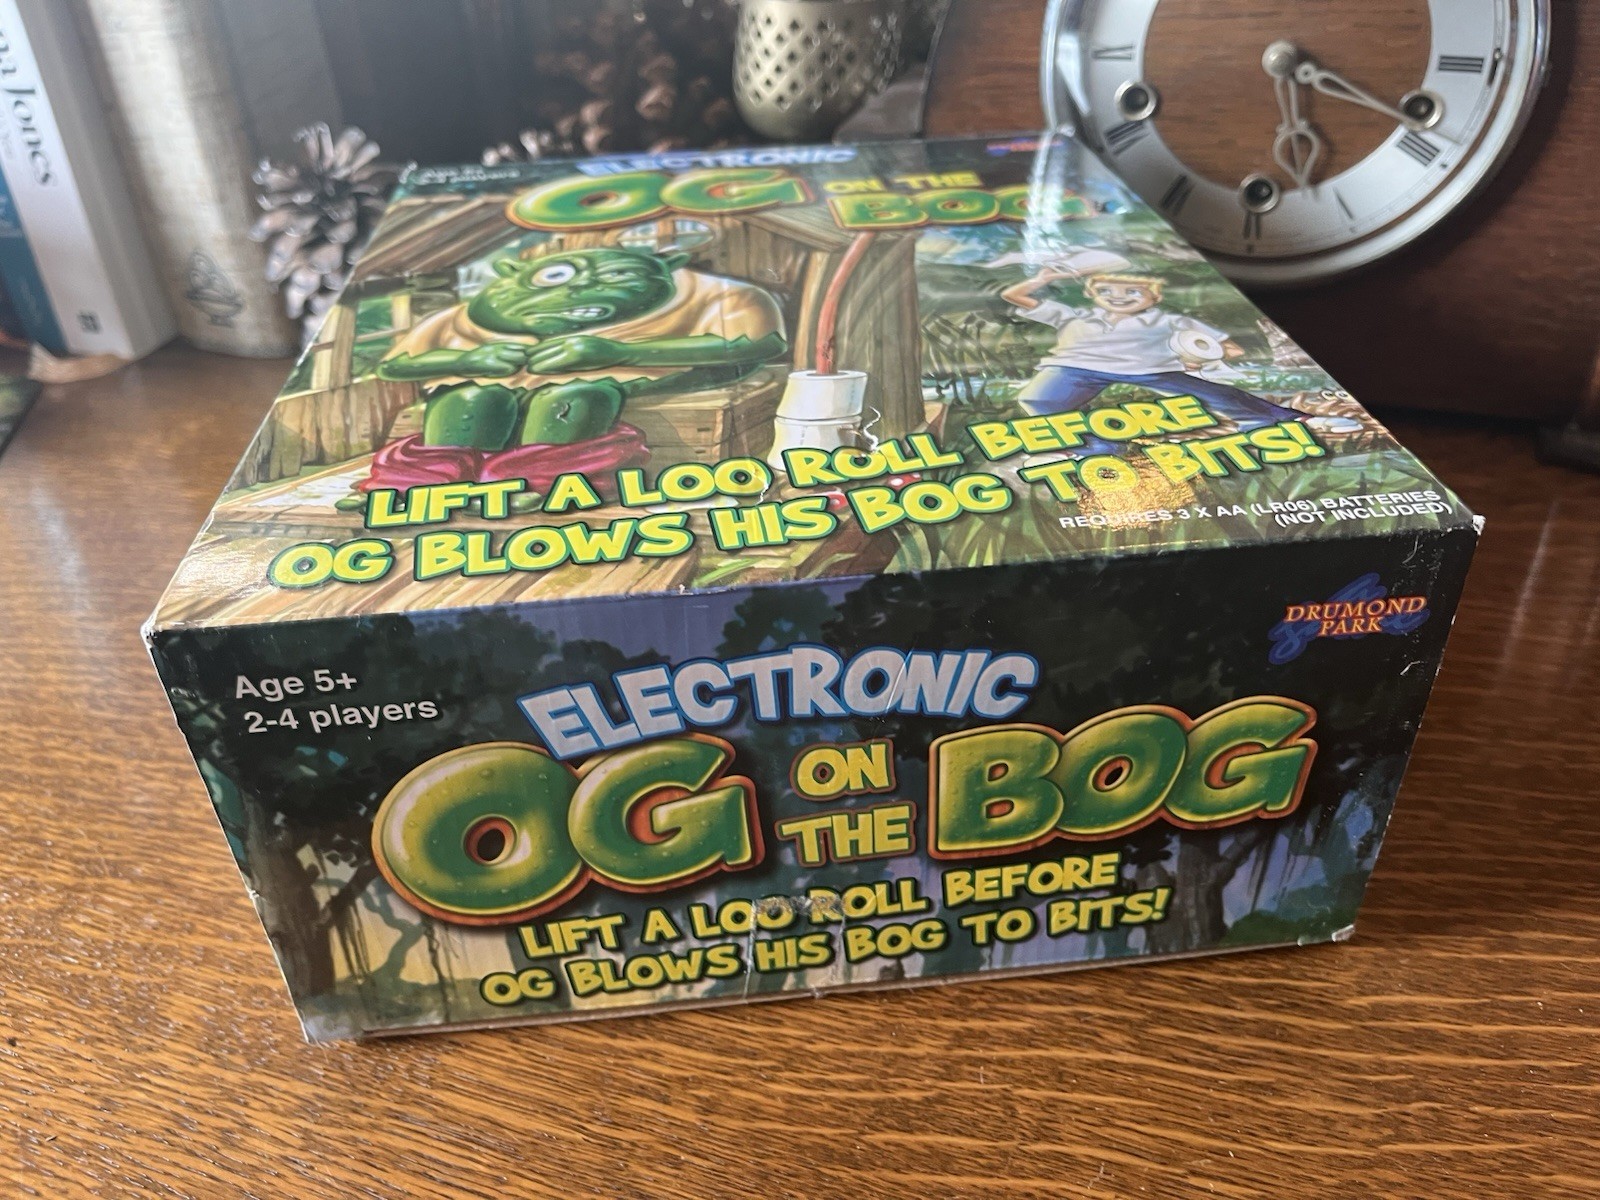 na Jones
ELECTRONIC
OG ON THE BOG
LIFT A LOO ROLL BEFORE
OG BLOWS HIS BOG TO BITS!
REQUIRES 3 X AA (LR06) BATTERIES
(NOT INCLUDED)
DRUMOND
PARK
Age 5+
2-4 players
ELECTRONIC
OG ON THE BOG
LIFT A LOO ROLL BEFORE
OG BLOWS HIS BOG TO BITS!